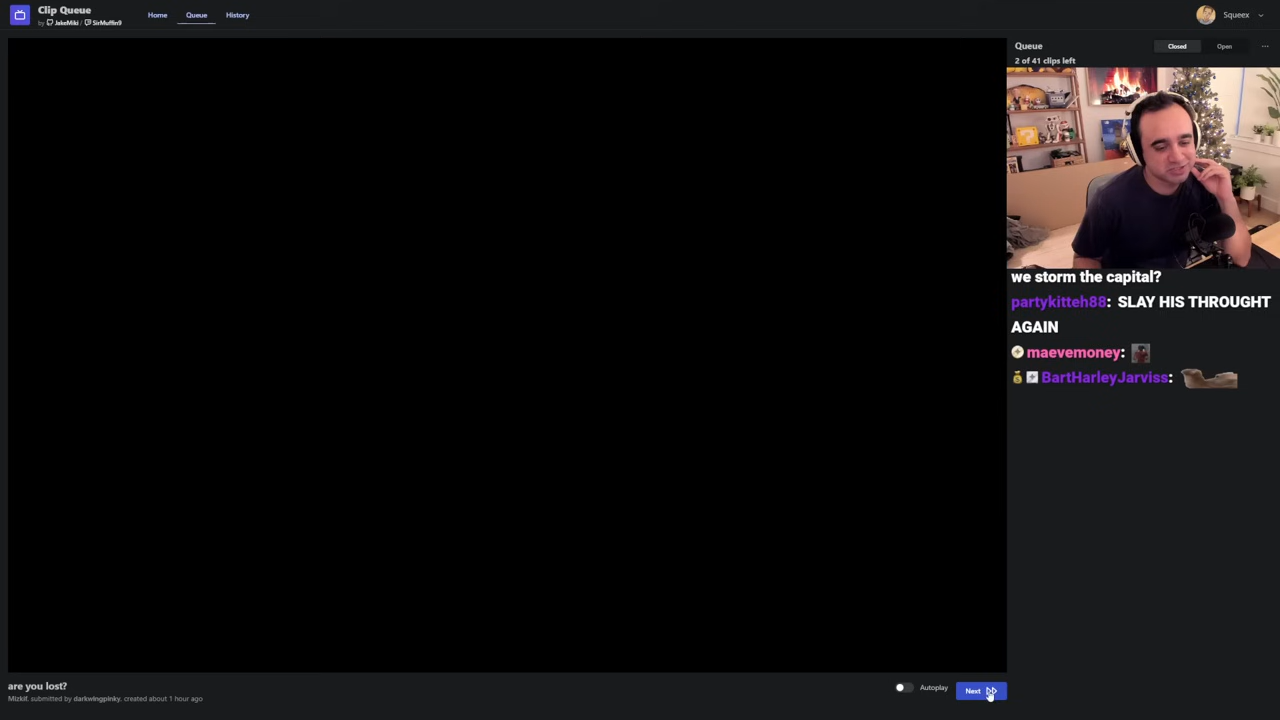 Clip Queue
by JakeMiki / SirMuffin9
Home
Queue
History
Squeex
Queue
Closed
Open
2 of 41 clips left
we storm the capital?
partykitteh88: SLAY HIS THROUGHT
AGAIN
maevemoney:
BartHarleyJarviss:
are you lost?
Mizkif, submitted by darkwingpinky, created about 1 hour ago
Autoplay
Next